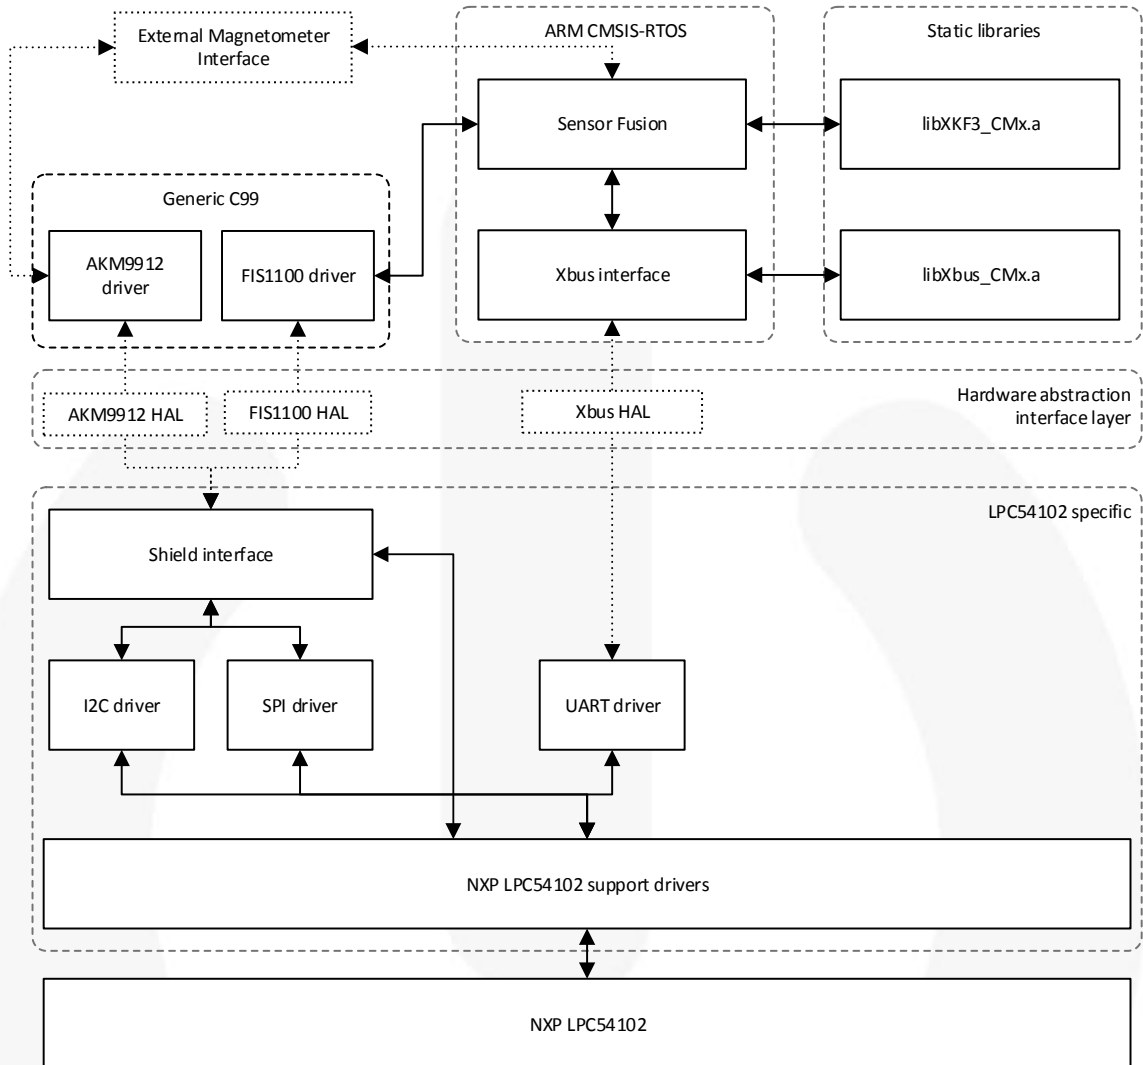 External Magnetometer
Interface
ARM CMSIS-RTOS
Static libraries
Sensor Fusion
libXKF3_CMx.a
Generic C99
AKM9912
driver
FIS1100 driver
Xbus interface
libXbus_CMx.a
AKM9912 HAL
FIS1100 HAL
Xbus HAL
Hardware abstraction
interface layer
LPC54102 specific
Shield interface
I2C driver
SPI driver
UART driver
NXP LPC54102 support drivers
NXP LPC54102